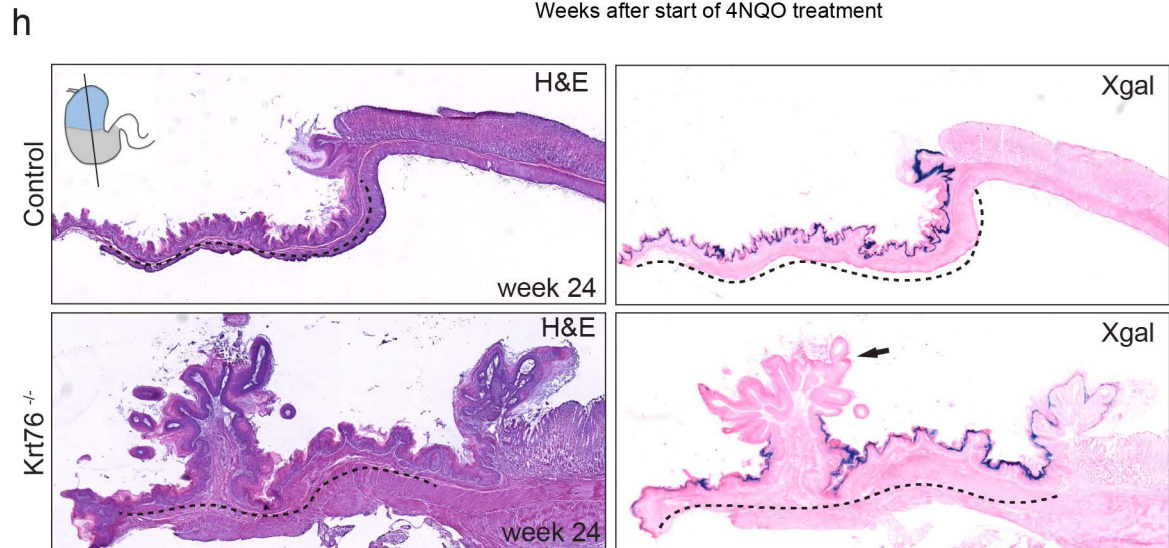 h
Weeks after start of 4NQO treatment
Control
H&E
week 24
Xgal
Krt76 -/-
H&E
week 24
Xgal